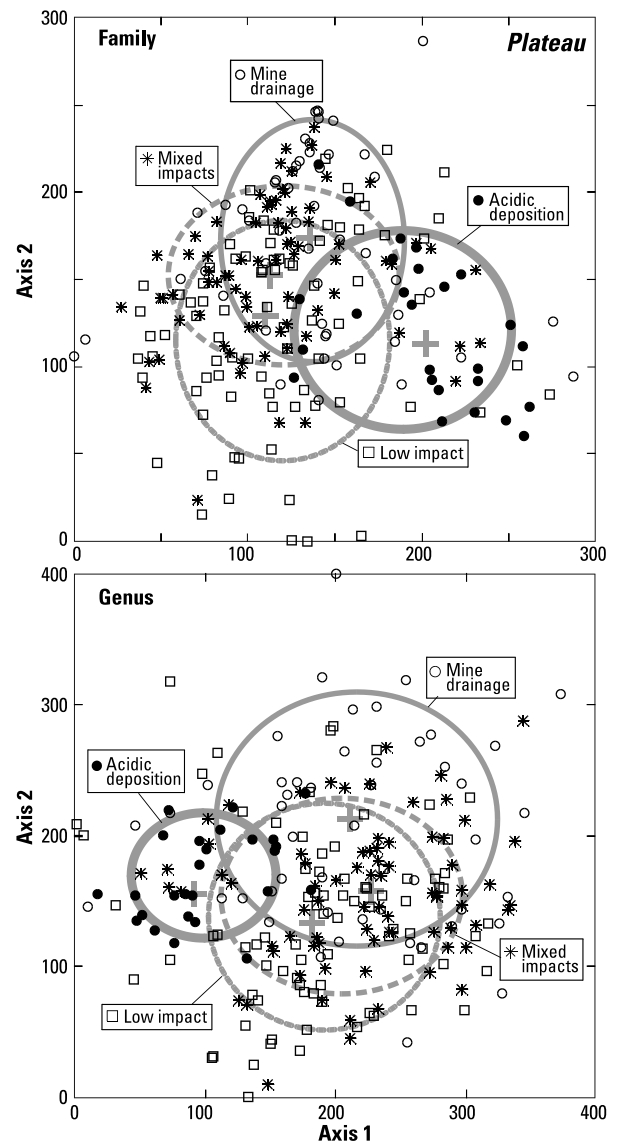 Family
Plateau
Mine
drainage
Mixed
impacts
Acidic
deposition
Low impact
Axis 2
300
200
100
0
0
100
200
300
Genus
Mine
drainage
Acidic
deposition
Mixed
impacts
Low impact
Axis 2
400
300
200
100
0
0
100
200
300
400
Axis 1